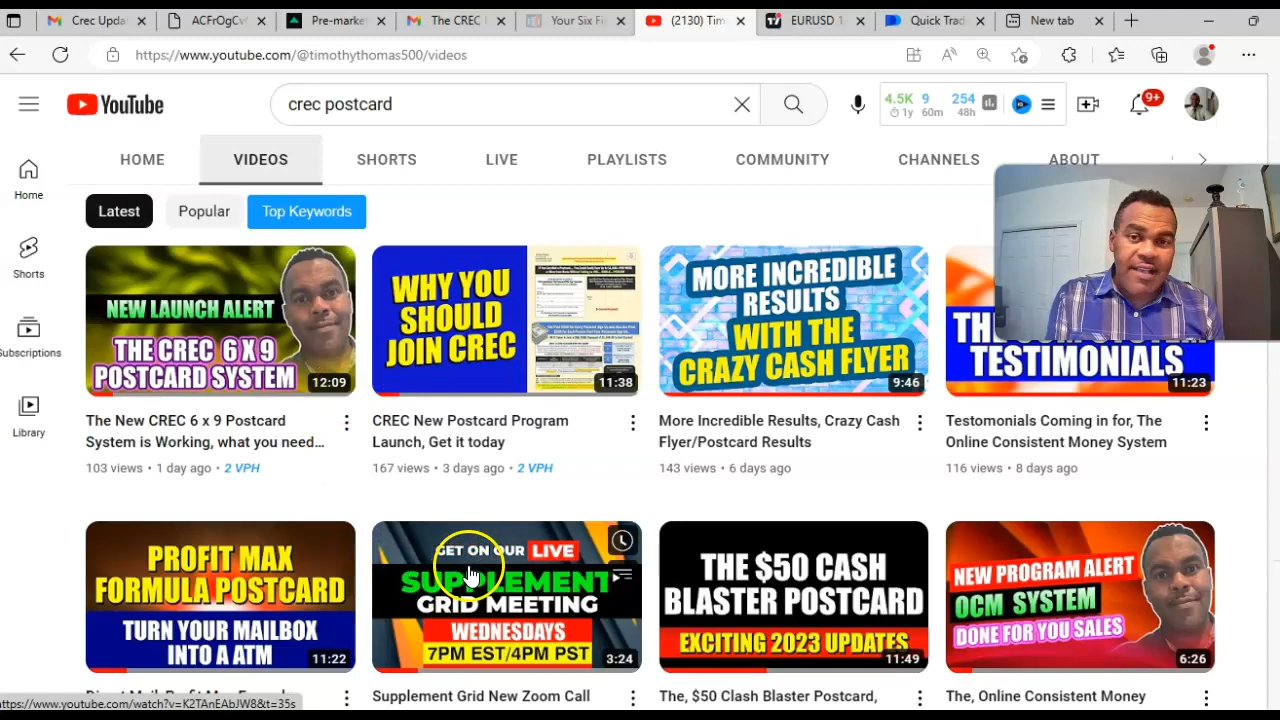 Crec Upda
ACFrOgCv
Pre-market
The CREC
Your Six Fi
(2130) Tim
EURUSD 1
Quick Trad
New tab
https://www.youtube.com/@timothythomas500/videos
YouTube
crec postcard
4.5K 9 254
1y 60m 48h
9+
HOME VIDEOS SHORTS LIVE PLAYLISTS COMMUNITY CHANNELS ABOUT
Home
Shorts
Subscriptions
Library
Latest Popular Top Keywords
NEW LAUNCH ALERT
THE CREC 6 X 9
POSTCARD SYSTEM
12:09
The New CREC 6 x 9 Postcard
System is Working, what you need...
103 views • 1 day ago • 2 VPH
WHY YOU
SHOULD
JOIN CREC
11:38
CREC New Postcard Program
Launch, Get it today
167 views • 3 days ago • 2 VPH
MORE INCREDIBLE
RESULTS
WITH THE
CRAZY CASH FLYER
9:46
More Incredible Results, Crazy Cash
Flyer/Postcard Results
143 views • 6 days ago
TESTIMONIALS
11:23
Testimonials Coming in for, The
Online Consistent Money System
116 views • 8 days ago
PROFIT MAX
FORMULA POSTCARD
TURN YOUR MAILBOX
INTO A ATM
11:22
GET ON OUR LIVE
SUPPLEMENT
GRID MEETING
WEDNESDAYS
7PM EST/4PM PST
3:24
Supplement Grid New Zoom Call
THE $50 CASH
BLASTER POSTCARD
EXCITING 2023 UPDATES
11:49
The, $50 Clash Blaster Postcard,
NEW PROGRAM ALERT
OCM SYSTEM
DONE FOR YOU SALES
6:26
The, Online Consistent Money
https://www.youtube.com/watch?v=K2TAnEAbJW8&t=35s